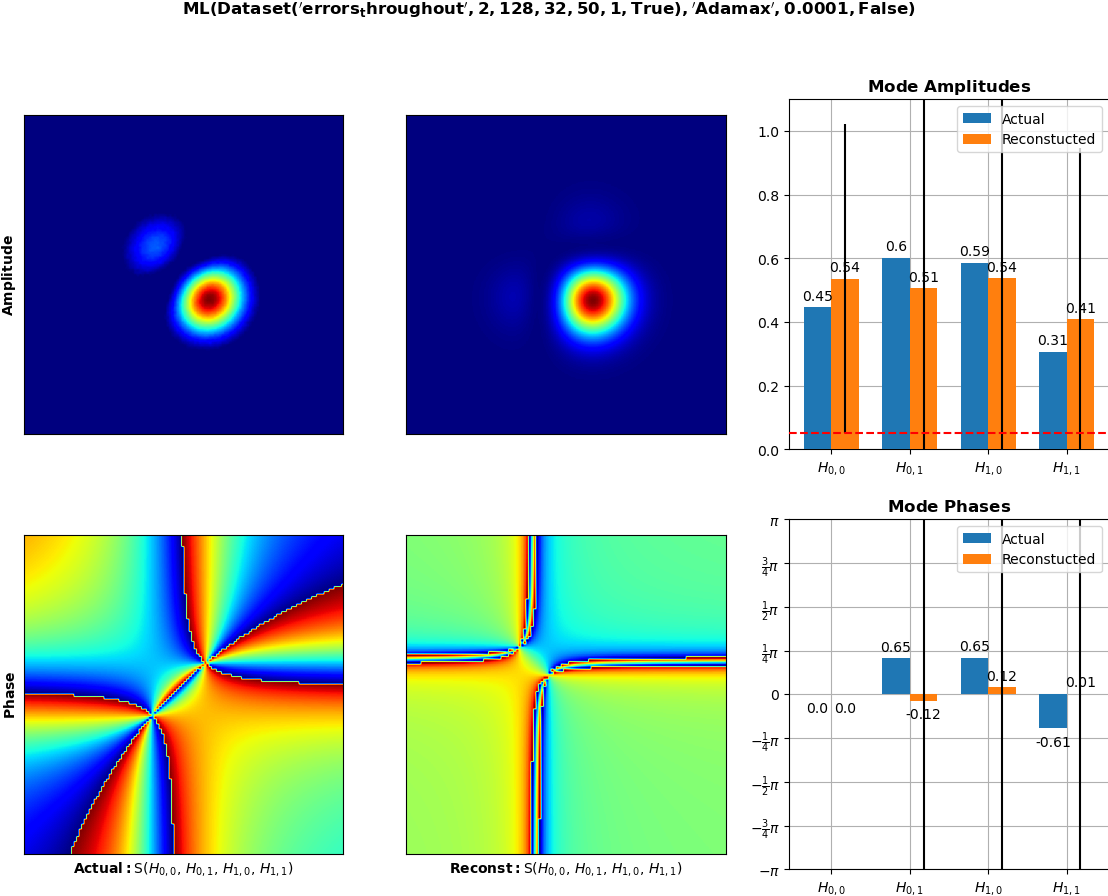 ML(Dataset('errors_throughout', 2, 128, 32, 50, 1, True), 'Adamax', 0.0001, False)
Mode Amplitudes
Amplitude
1.0
0.8
0.6
0.4
0.2
0.0
Actual
Reconstucted
0.45 0.54 0.6 0.51 0.59 0.54 0.31 0.41
H0,0 H0,1 H1,0 H1,1
Mode Phases
Phase
π
3/4π
1/2π
1/4π
0
−1/4π
−1/2π
−3/4π
−π
Actual
Reconstucted
0.0 0.0 0.65 -0.12 0.65 0.12 -0.61 0.01
H0,0 H0,1 H1,0 H1,1
Actual: S(H0,0, H0,1, H1,0, H1,1)
Reconst: S(H0,0, H0,1, H1,0, H1,1)